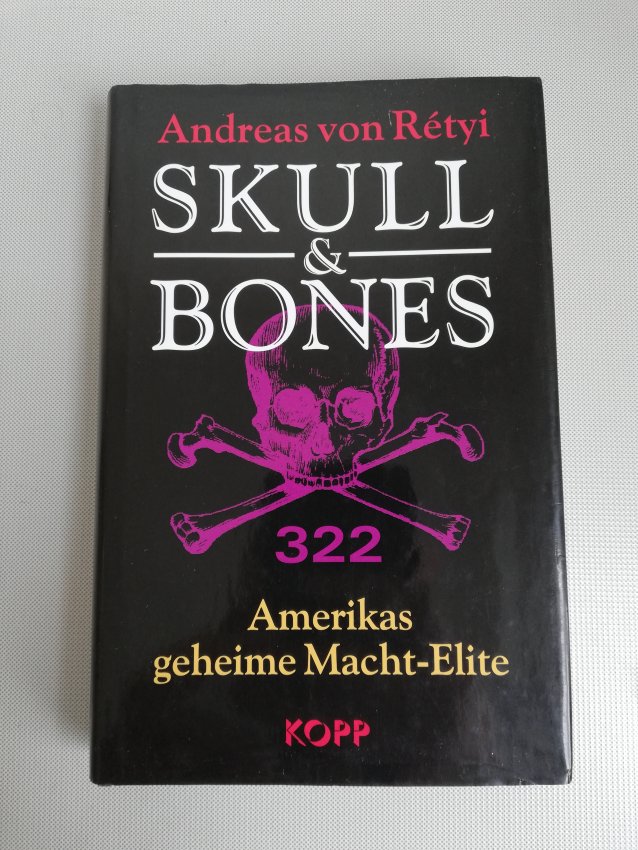 Andreas von Rétyi
SKULL
&
BONES
322
Amerikas
geheime Macht-Elite
KOPP